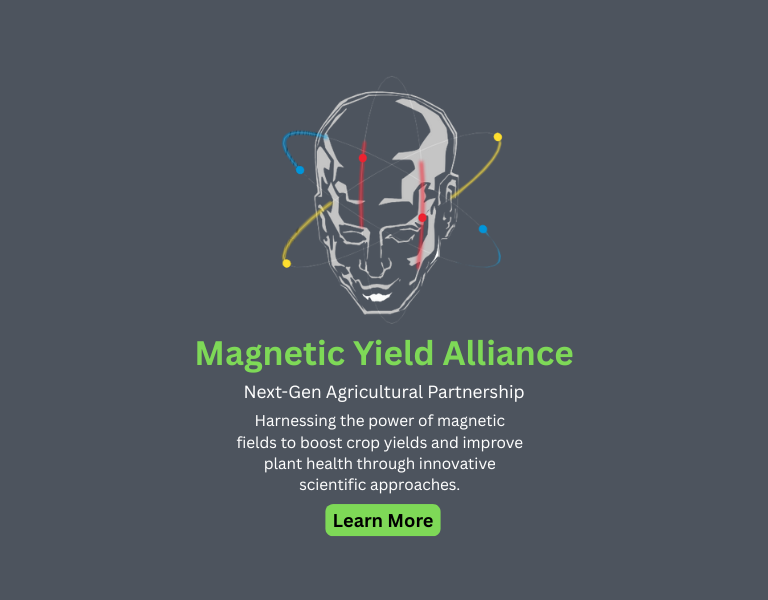 Magnetic Yield Alliance
Next-Gen Agricultural Partnership
Harnessing the power of magnetic
fields to boost crop yields and improve
plant health through innovative
scientific approaches.
Learn More